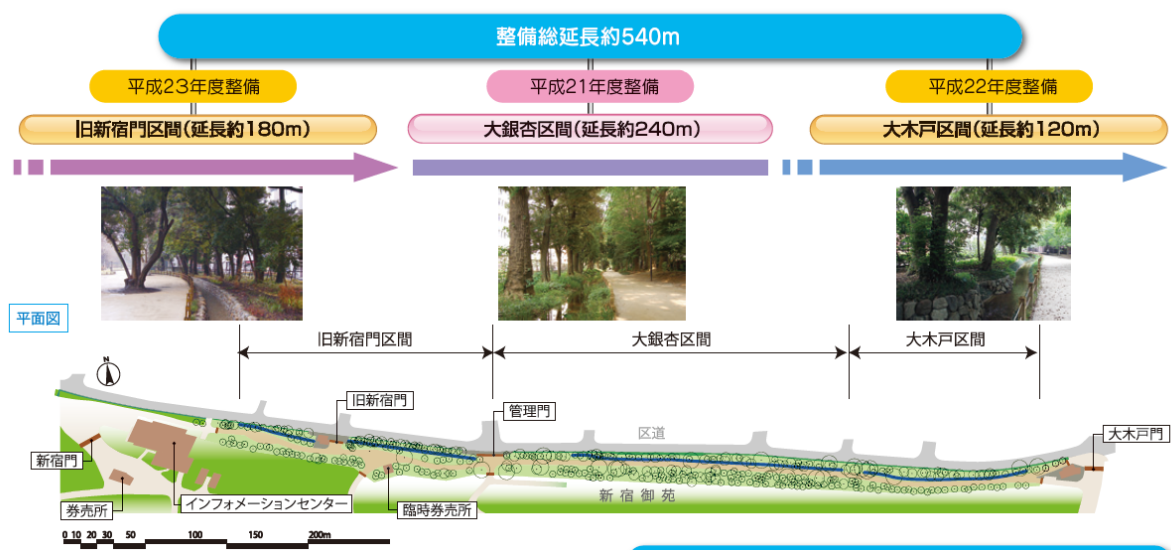 整備総延長約540m
平成23年度整備
平成21年度整備
平成22年度整備
旧新宿門区間(延長約180m)
大銀杏区間(延長約240m)
大木戸区間(延長約120m)
平面図
旧新宿門区間
大銀杏区間
大木戸区間
N
旧新宿門
管理門
区道
大木戸門
新宿門
券売所
インフォメーションセンター
臨時券売所
新宿御苑
0 10 20 30 50 100 150 200m